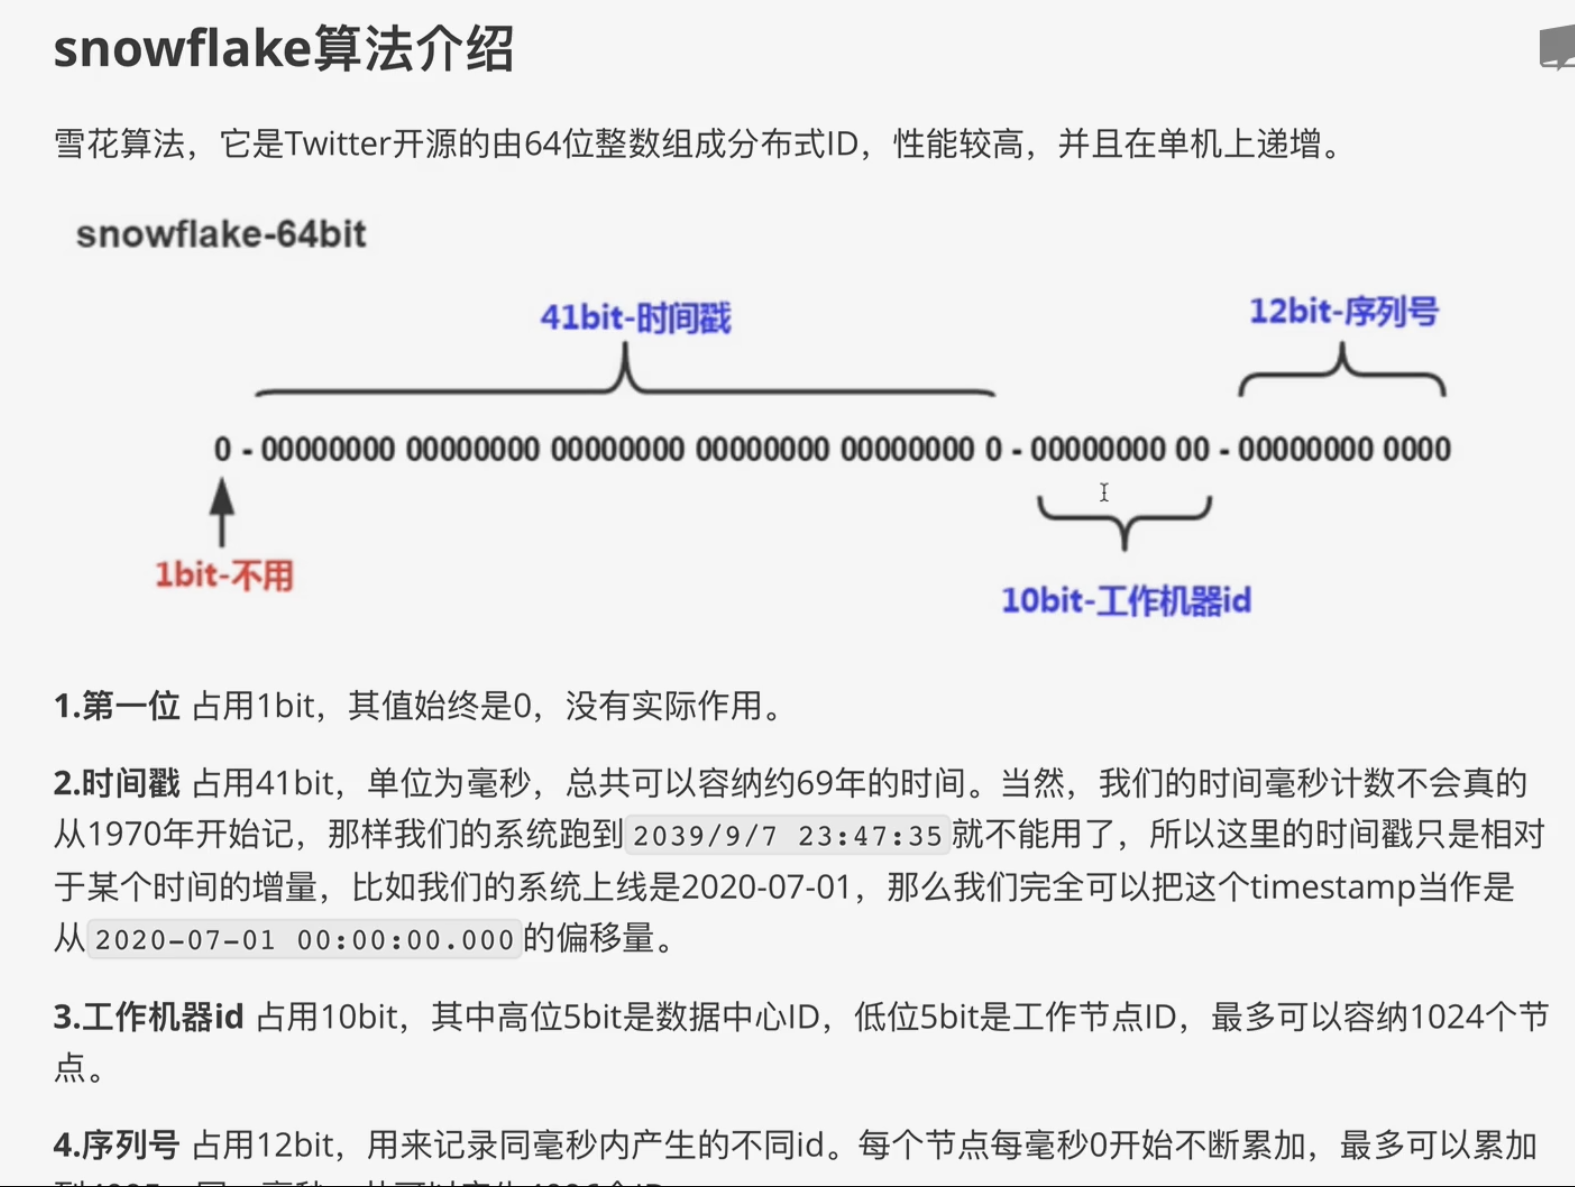 snowflake算法介绍
雪花算法，它是Twitter开源的由64位整数组成分布式ID，性能较高，并且在单机上递增。
snowflake-64bit
41bit-时间戳
12bit-序列号
0 - 00000000 00000000 00000000 00000000 00000000 0 - 00000000 00 - 00000000 0000
1bit-不用
10bit-工作机器id
1.第一位 占用1bit，其值始终是0，没有实际作用。
2.时间戳 占用41bit，单位为毫秒，总共可以容纳约69年的时间。当然，我们的时间毫秒计数不会真的
从1970年开始记，那样我们的系统跑到2039/9/7 23:47:35就不能用了，所以这里的时间戳只是相对
于某个时间的增量，比如我们的系统上线是2020-07-01，那么我们完全可以把这个timestamp当作是
从2020-07-01 00:00:00.000的偏移量。
3.工作机器id 占用10bit，其中高位5bit是数据中心ID，低位5bit是工作节点ID，最多可以容纳1024个节
点。
4.序列号 占用12bit，用来记录同毫秒内产生的不同id。每个节点每毫秒0开始不断累加，最多可以累加